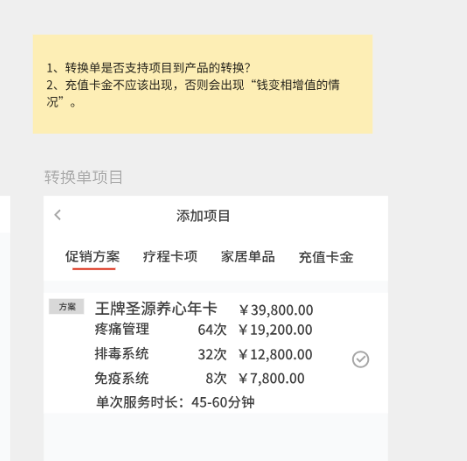 1、转换单是否支持项目到产品的转换?
2、充值卡金不应该出现，否则会出现“钱变相增值的情
况”。
转换单项目
添加项目
促销方案 疗程卡项 家居单品 充值卡金
方案 王牌圣源养心年卡 ￥39,800.00
疼痛管理 64次 ￥19,200.00
排毒系统 32次 ￥12,800.00
免疫系统 8次 ￥7,800.00
单次服务时长：45-60分钟